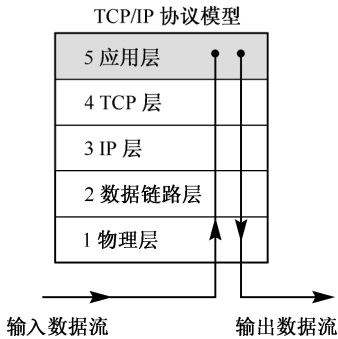 TCP/IP 协议模型
5 应用层
4 TCP 层
3 IP 层
2 数据链路层
1 物理层
输入数据流
输出数据流